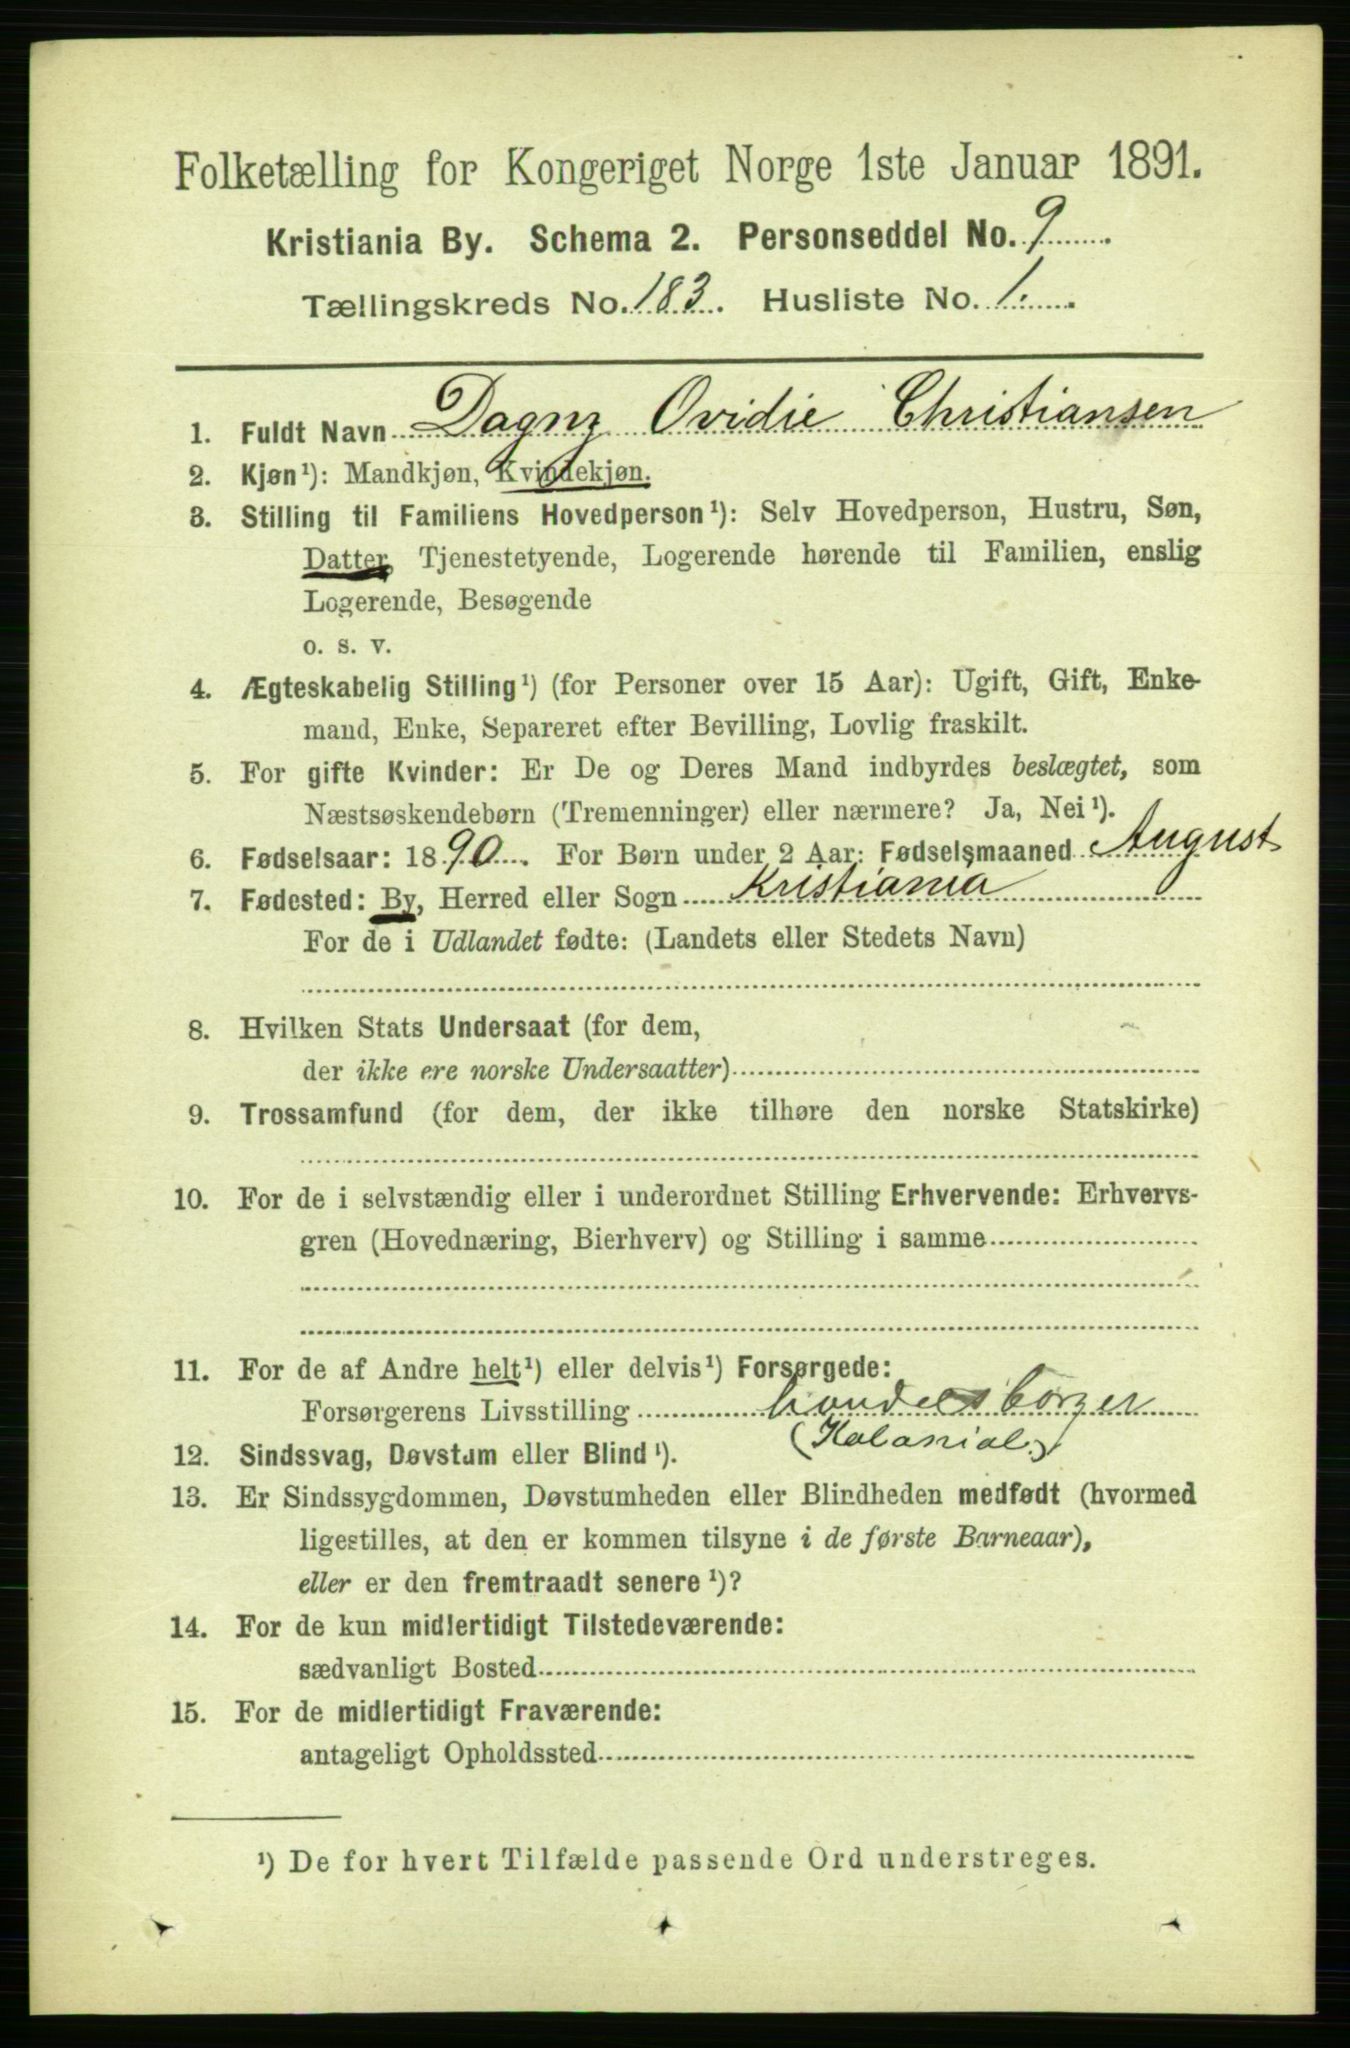 Folketælling for Kongeriget Norge 1ste Januar 1891.
Kristiania By. Schema 2. Personseddel No. 9
Tællingskreds No. 183. Husliste No. 1.
1. Fuldt Navn Dagny Ovidie Christiansen
2. Kjøn¹): Mandkjøn, Kvindekjøn.
3. Stilling til Familiens Hovedperson¹): Selv Hovedperson, Hustru, Søn,
Datter, Tjenestetyende, Logerende hørende til Familien, enslig
Logerende, Besøgende
o. s. v.
4. Ægteskabelig Stilling¹) (for Personer over 15 Aar): Ugift, Gift, Enke-
mand, Enke, Separeret efter Bevilling, Lovlig fraskilt.
5. For gifte Kvinder: Er De og Deres Mand indbyrdes beslægtet, som
Næstsøskendebørn (Tremenninger) eller nærmere? Ja, Nei¹).
6. Fødselsaar: 1890. For Børn under 2 Aar: Fødselsmaaned August
7. Fødested: By, Herred eller Sogn Kristiania
For de i Udlandet fødte: (Landets eller Stedets Navn)
8. Hvilken Stats Undersaat (for dem,
der ikke ere norske Undersaatter)
9. Trossamfund (for dem, der ikke tilhøre den norske Statskirke)
10. For de i selvstændig eller i underordnet Stilling Erhvervende: Erhvervs-
gren (Hovednæring, Bierhverv) og Stilling i samme
11. For de af Andre helt¹) eller delvis¹) Forsørgede:
Forsørgerens Livsstilling handelsborger
(Kolonial)
12. Sindssvag, Døvstum eller Blind¹).
13. Er Sindssygdommen, Døvstumheden eller Blindheden medfødt (hvormed
ligestilles, at den er kommen tilsyne i de første Barneaar),
eller er den fremtraadt senere¹)?
14. For de kun midlertidigt Tilstedeværende:
sædvanligt Bosted
15. For de midlertidigt Fraværende:
antageligt Opholdssted
¹) De for hvert Tilfælde passende Ord understreges.